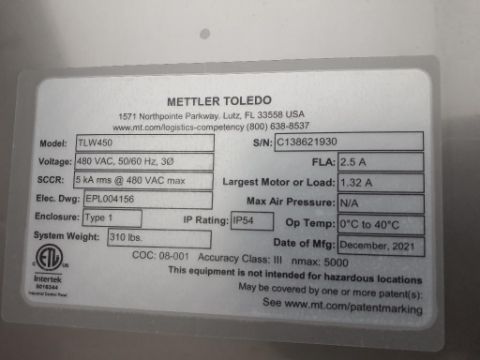 METTLER TOLEDO
1571 Northpointe Parkway, Lutz, FL 33558 USA
www.mt.com/logistics-competency (800) 638-8537
Model: TLW450 S/N: C138621930
Voltage: 480 VAC, 50/60 Hz, 3Ø FLA: 2.5 A
SCCR: 5 kA rms @ 480 VAC max Largest Motor or Load: 1.32 A
Elec. Dwg: EPL004156 Max Air Pressure: N/A
Enclosure: Type 1 IP Rating: IP54 Op Temp: 0°C to 40°C
System Weight: 310 lbs. Date of Mfg: December, 2021
COC: 08-001 Accuracy Class: III nmax: 5000
This equipment is not intended for hazardous locations
May be covered by one or more patent(s):
See www.mt.com/patentmarking
ETL
Intertek
Industrial Control Panel